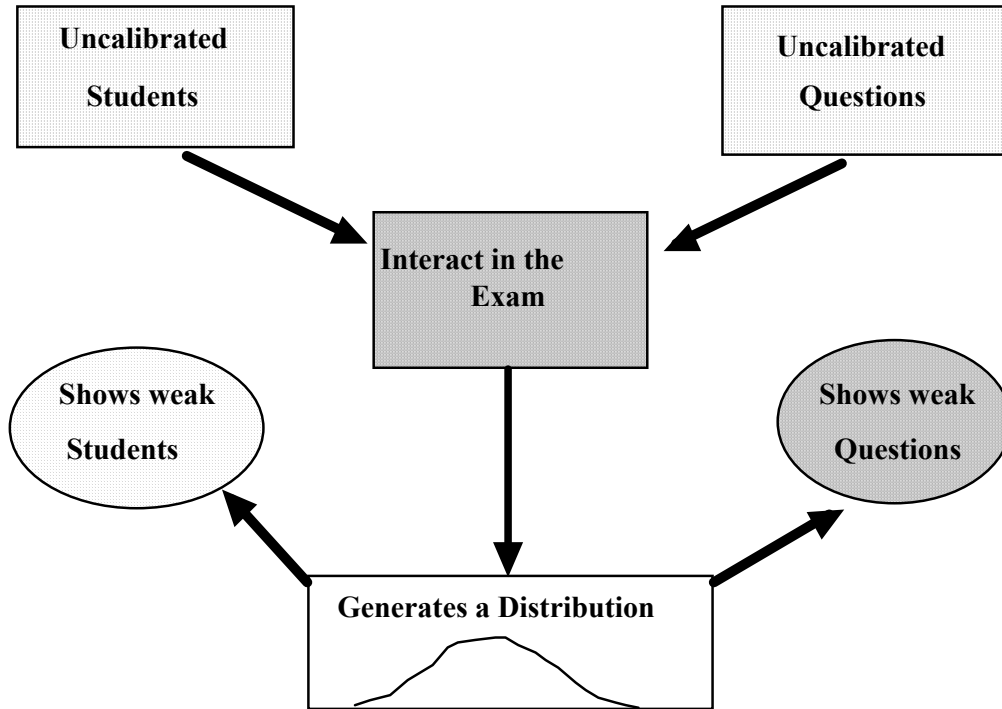 Uncalibrated
Students
Uncalibrated
Questions
Interact in the
Exam
Shows weak
Students
Shows weak
Questions
Generates a Distribution